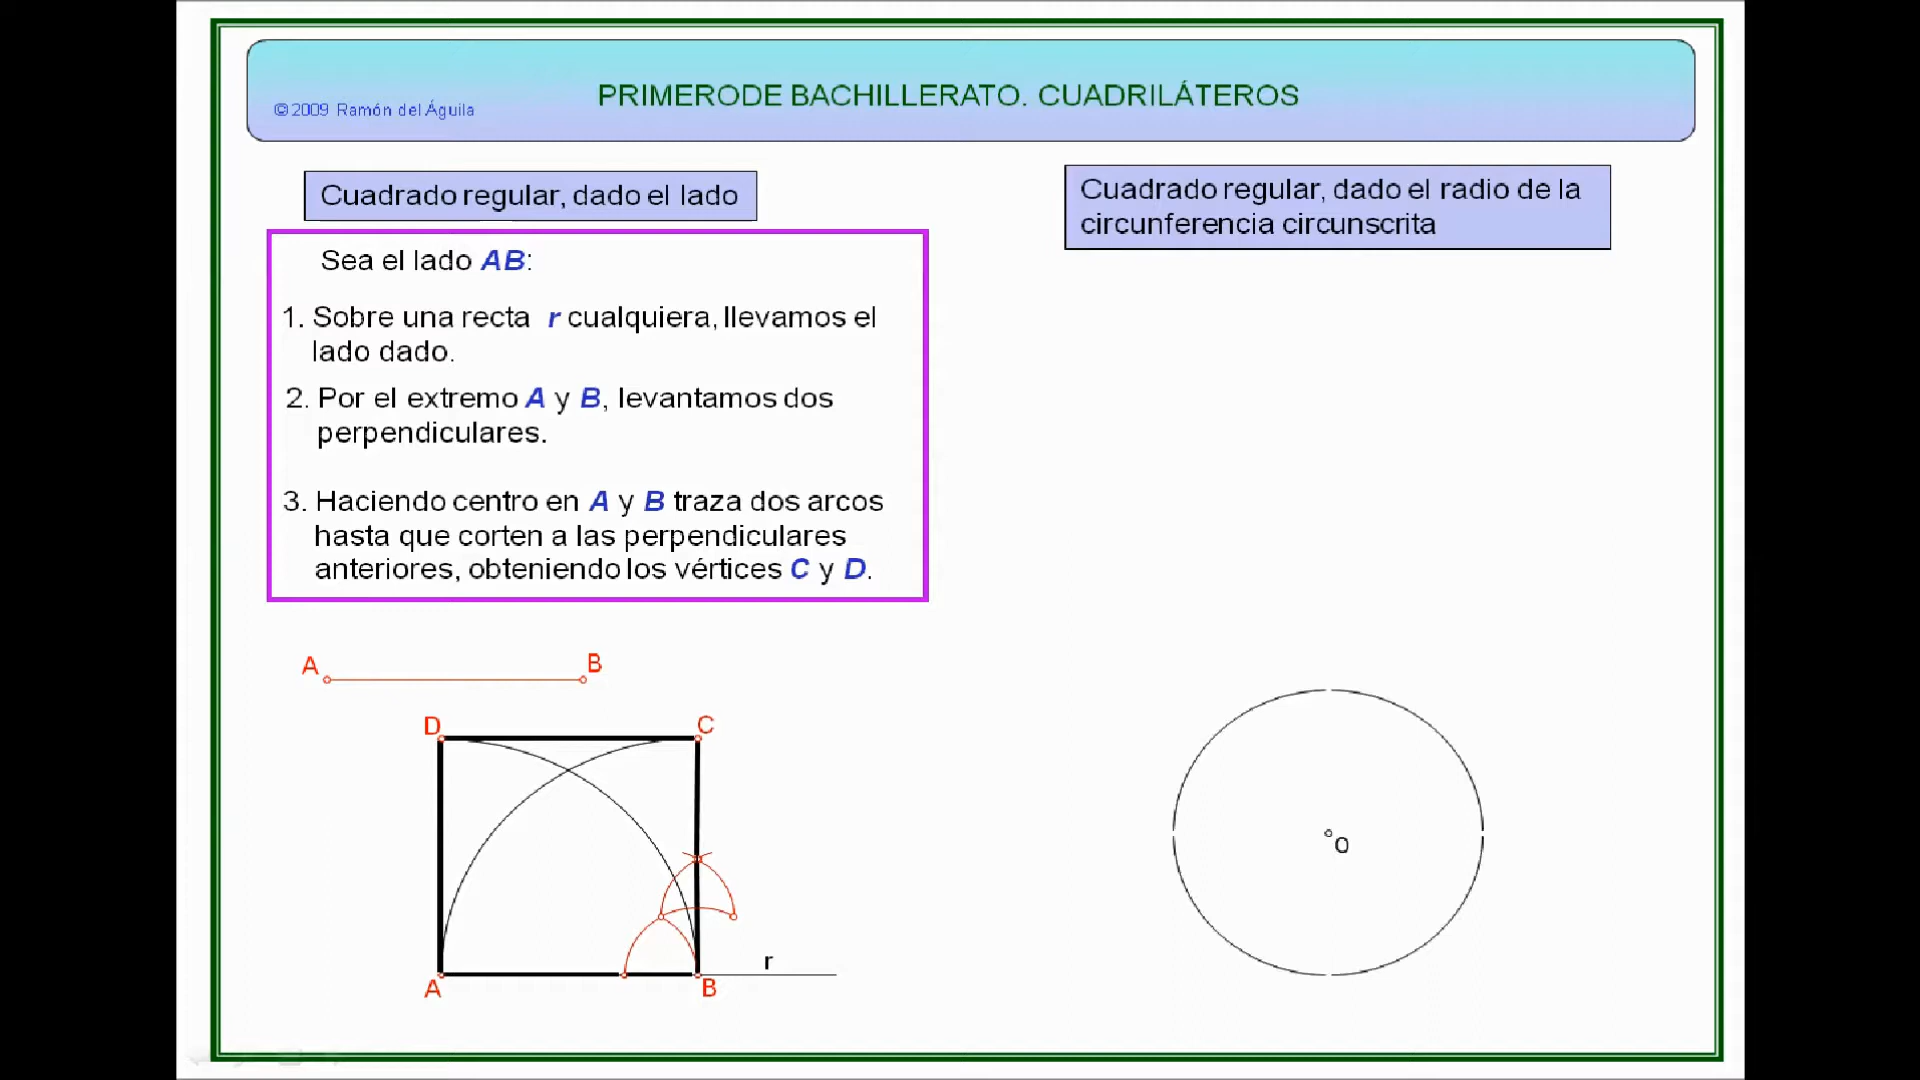 PRIMERODE BACHILLERATO. CUADRILÁTEROS
©2009 Ramón del Águila
Cuadrado regular, dado el lado
Sea el lado AB:
1. Sobre una recta r cualquiera, llevamos el
lado dado.
2. Por el extremo A y B, levantamos dos
perpendiculares.
3. Haciendo centro en A y B traza dos arcos
hasta que corten a las perpendiculares
anteriores, obteniendo los vértices C y D.
A B
D C
r
A B
Cuadrado regular, dado el radio de la
circunferencia circunscrita
O